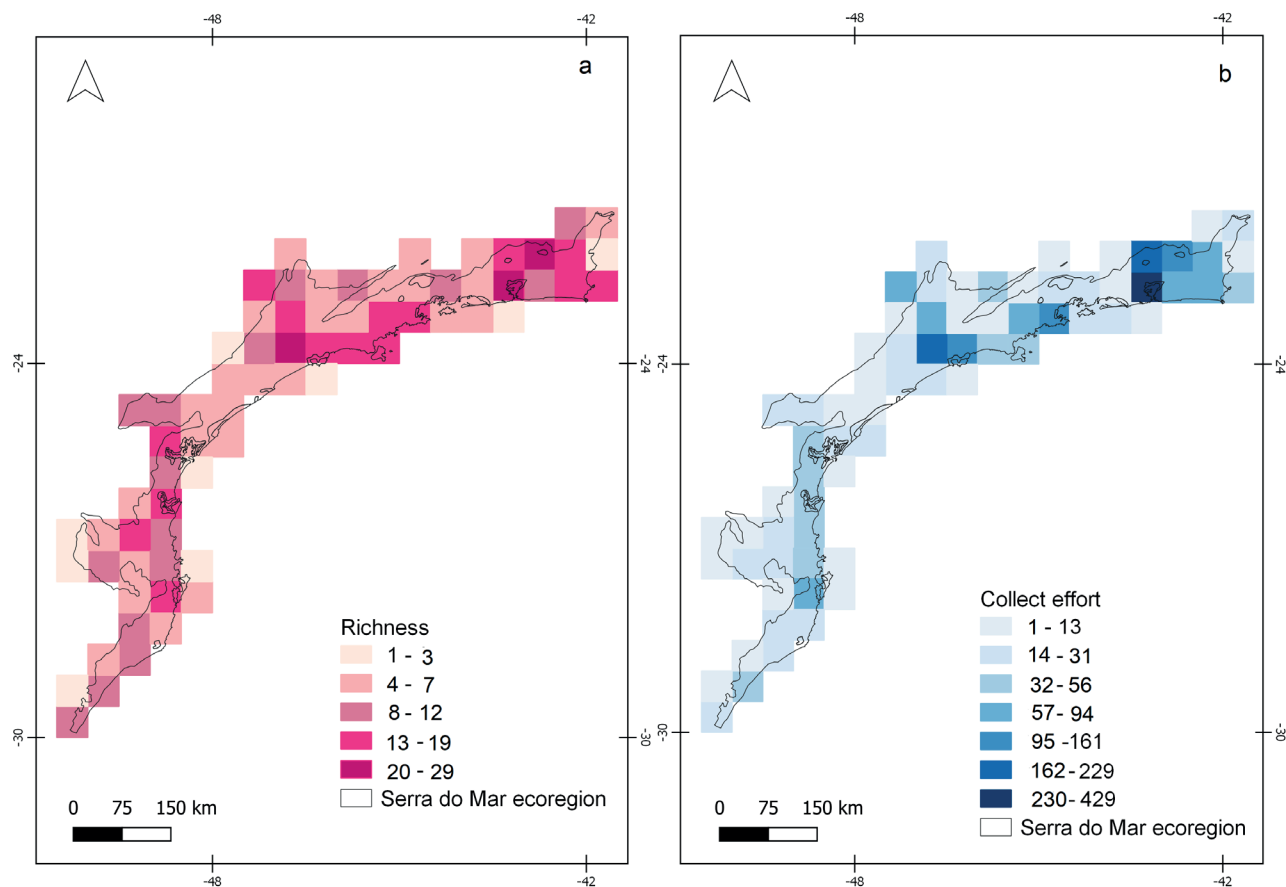 -48
-42
a
-24
-24
-30
-30
Richness
1 - 3
4 - 7
8 - 12
13 - 19
20 - 29
Serra do Mar ecoregion
0 75 150 km
-48
-42
-48
-42
b
-24
-24
-30
-30
Collect effort
1 - 13
14 - 31
32 - 56
57 - 94
95 -161
162 - 229
230 - 429
Serra do Mar ecoregion
0 75 150 km
-48
-42